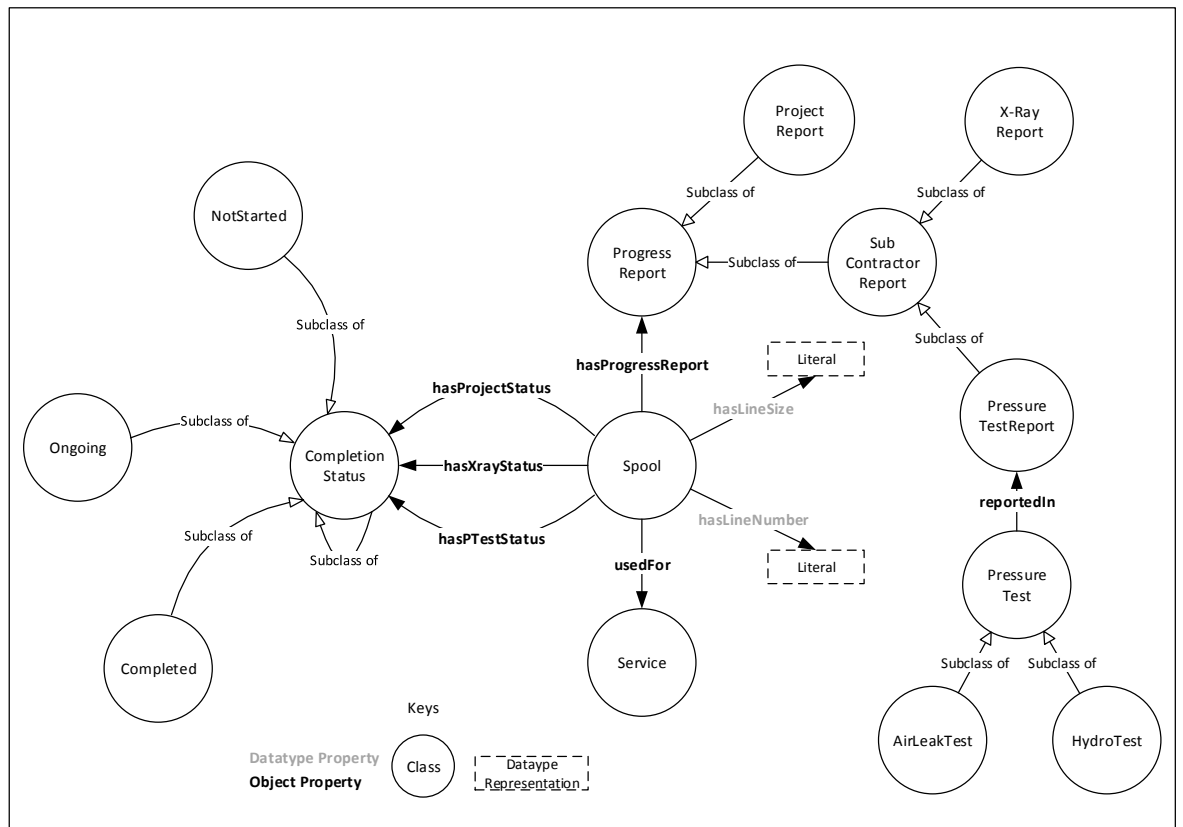 Project
Report
X-Ray
Report
Subclass of
Subclass of
NotStarted
Progress
Report
Subclass of
Sub
Contractor
Report
Subclass of
Subclass of
hasProgressReport
Literal
hasProjectStatus
hasLineSize
Pressure
TestReport
Ongoing
Subclass of
Completion
Status
hasXrayStatus
Spool
reportedIn
hasLineNumber
Subclass of
hasPTestStatus
Subclass of
usedFor
Literal
Pressure
Test
Completed
Service
Subclass of
Subclass of
Keys
AirLeakTest
HydroTest
Datatype Property
Object Property
Class
Dataype
Representation